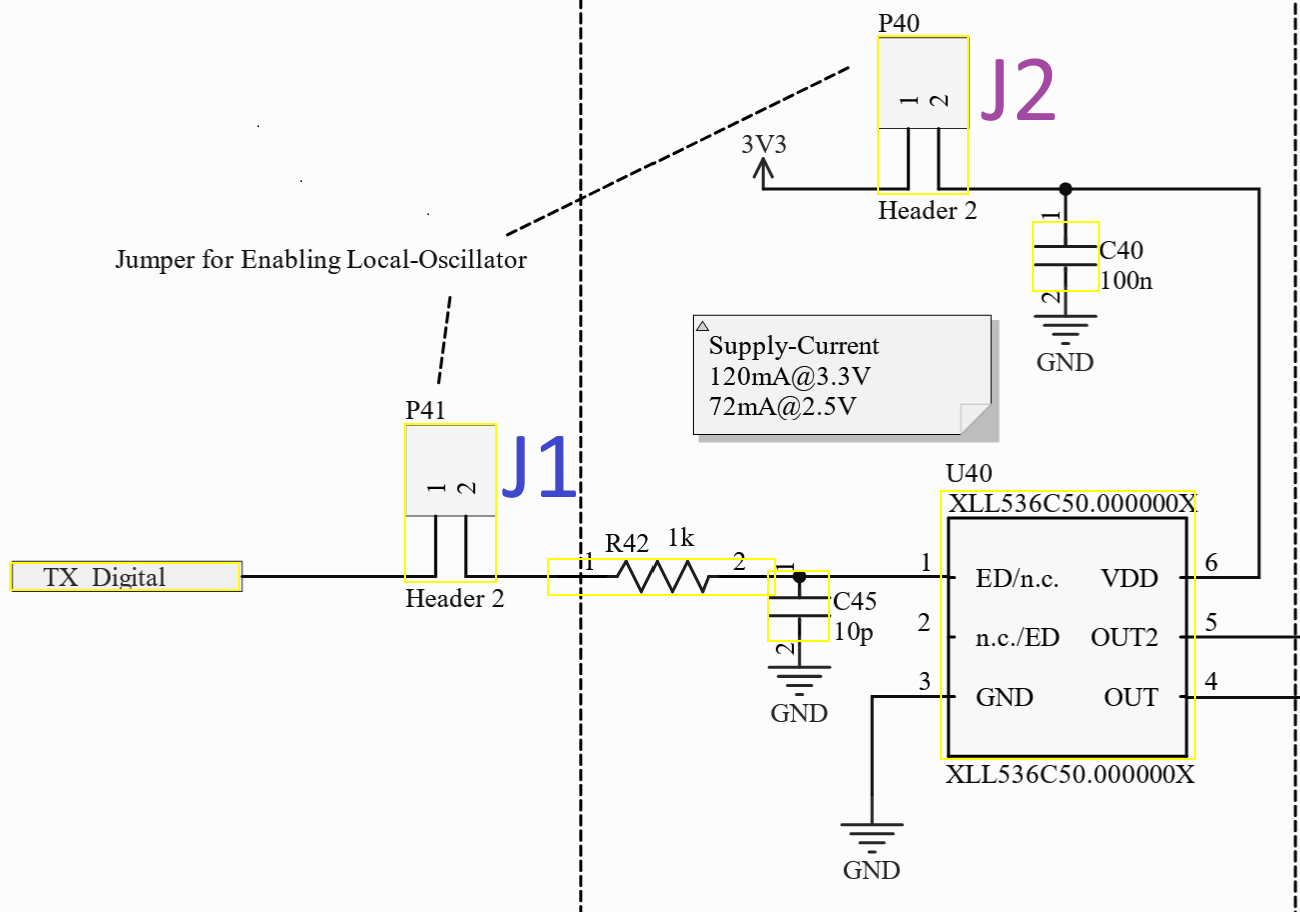 P40
1 2
J2
3V3
Header 2
1
C40
100n
2
GND
Jumper for Enabling Local-Oscillator
Supply-Current
120mA@3.3V
72mA@2.5V
P41
1 2
J1
Header 2
TX_Digital
R42 1k
1 2
1
C45
10p
2
GND
U40
XLL536C50.000000X
1 ED/n.c. VDD 6
2 n.c./ED OUT2 5
3 GND OUT 4
XLL536C50.000000X
GND